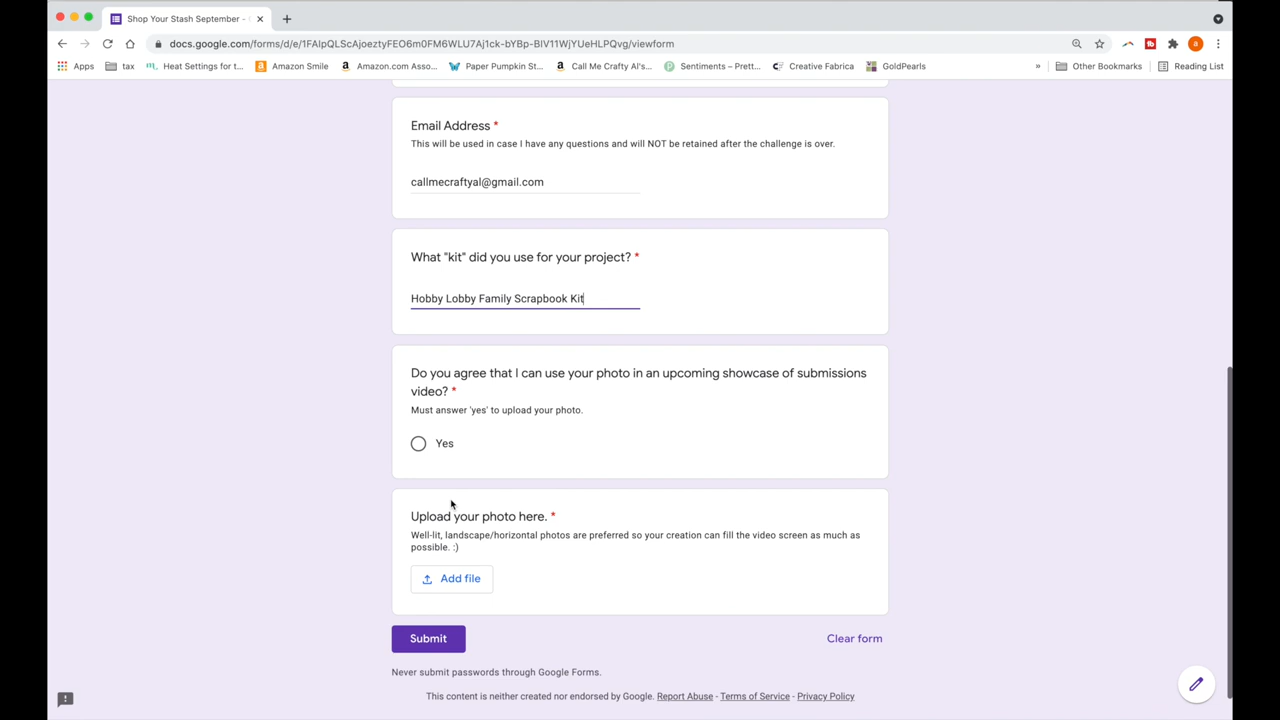 Shop Your Stash September -
docs.google.com/forms/d/e/1FAIpQLScAjoeztyFEO6m0FM6WLU7Aj1ck-bYBp-BIV11WjYUeHLPQvg/viewform
Apps tax Heat Settings for t... Amazon Smile Amazon.com Asso... Paper Pumpkin St... Call Me Crafty Al's... Sentiments – Prett... Creative Fabrica GoldPearls » Other Bookmarks Reading List
Email Address *
This will be used in case I have any questions and will NOT be retained after the challenge is over.
callmecraftyal@gmail.com
What "kit" did you use for your project? *
Hobby Lobby Family Scrapbook Kit
Do you agree that I can use your photo in an upcoming showcase of submissions
video? *
Must answer 'yes' to upload your photo.
Yes
Upload your photo here. *
Well-lit, landscape/horizontal photos are preferred so your creation can fill the video screen as much as
possible. :)
Add file
Submit Clear form
Never submit passwords through Google Forms.
This content is neither created nor endorsed by Google. Report Abuse - Terms of Service - Privacy Policy